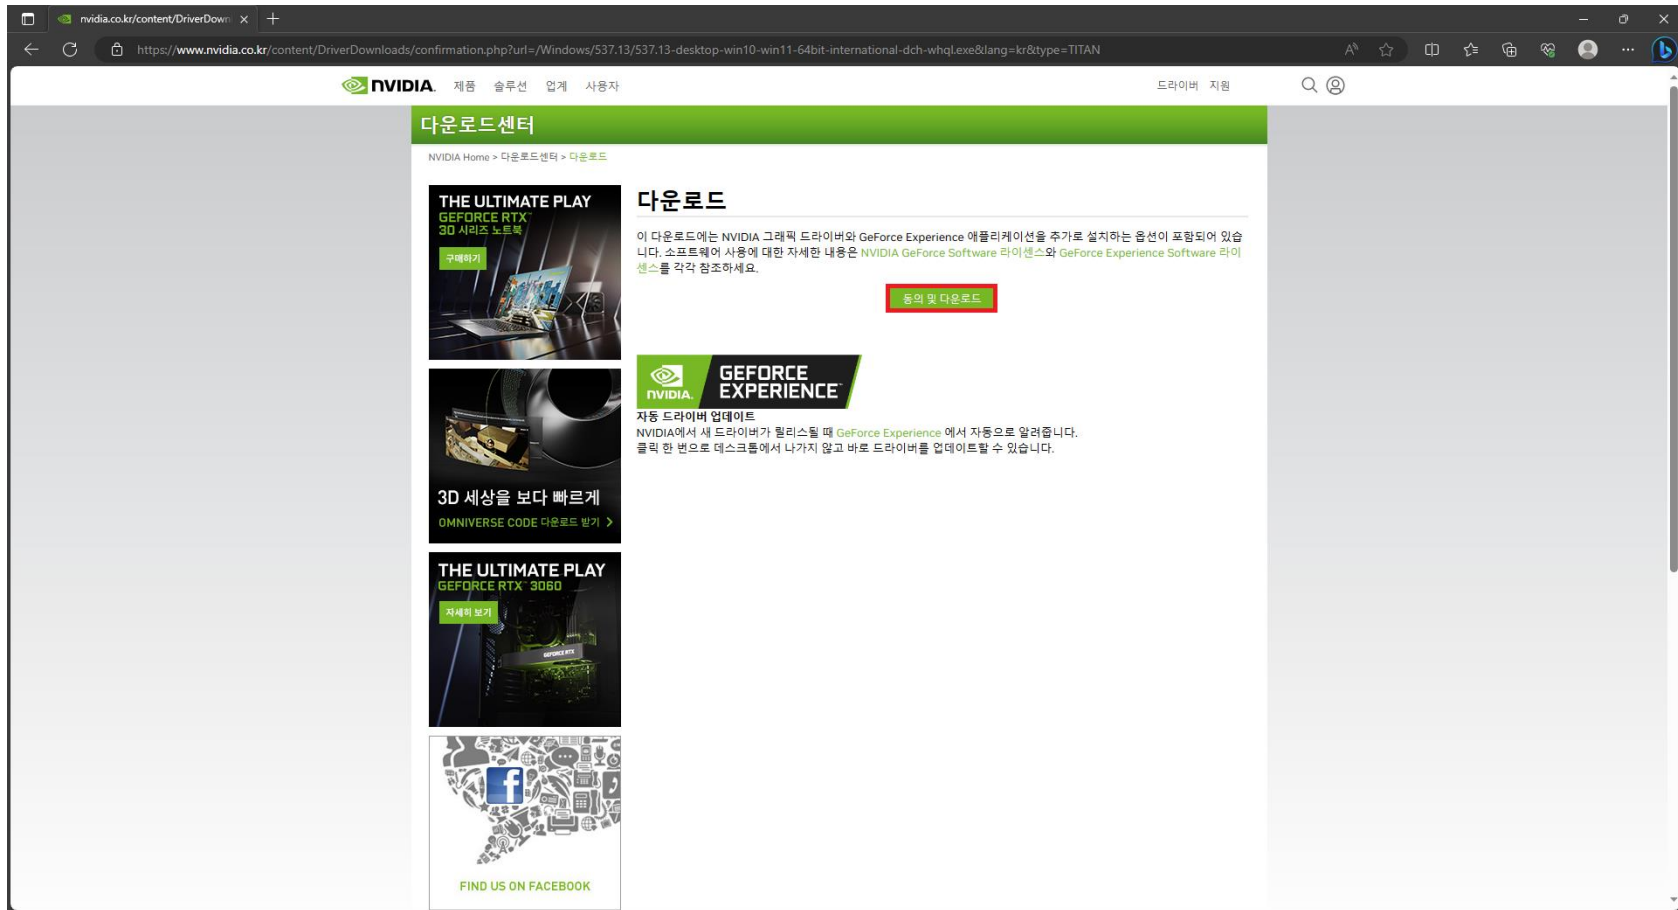 nvidia.co.kr/content/DriverDown
https://www.nvidia.co.kr/content/DriverDownloads/confirmation.php?url=/Windows/537.13/537.13-desktop-win10-win11-64bit-international-dch-whql.exe&lang=kr&type=TITAN
NVIDIA. 제품 솔루션 업계 사용자 드라이버 지원
다운로드센터
NVIDIA Home > 다운로드센터 > 다운로드
THE ULTIMATE PLAY
GEFORCE RTX™
30 시리즈 노트북
구매하기
다운로드
이 다운로드에는 NVIDIA 그래픽 드라이버와 GeForce Experience 애플리케이션을 추가로 설치하는 옵션이 포함되어 있습
니다. 소프트웨어 사용에 대한 자세한 내용은 NVIDIA GeForce Software 라이센스와 GeForce Experience Software 라이
센스를 각각 참조하세요.
동의 및 다운로드
NVIDIA.
GEFORCE
EXPERIENCE™
자동 드라이버 업데이트
NVIDIA에서 새 드라이버가 릴리스될 때 GeForce Experience 에서 자동으로 알려줍니다.
클릭 한 번으로 데스크톱에서 나가지 않고 바로 드라이버를 업데이트할 수 있습니다.
3D 세상을 보다 빠르게
OMNIVERSE CODE 다운로드 받기 >
THE ULTIMATE PLAY
GEFORCE RTX™ 3060
자세히 보기
GEFORCE RTX
FIND US ON FACEBOOK